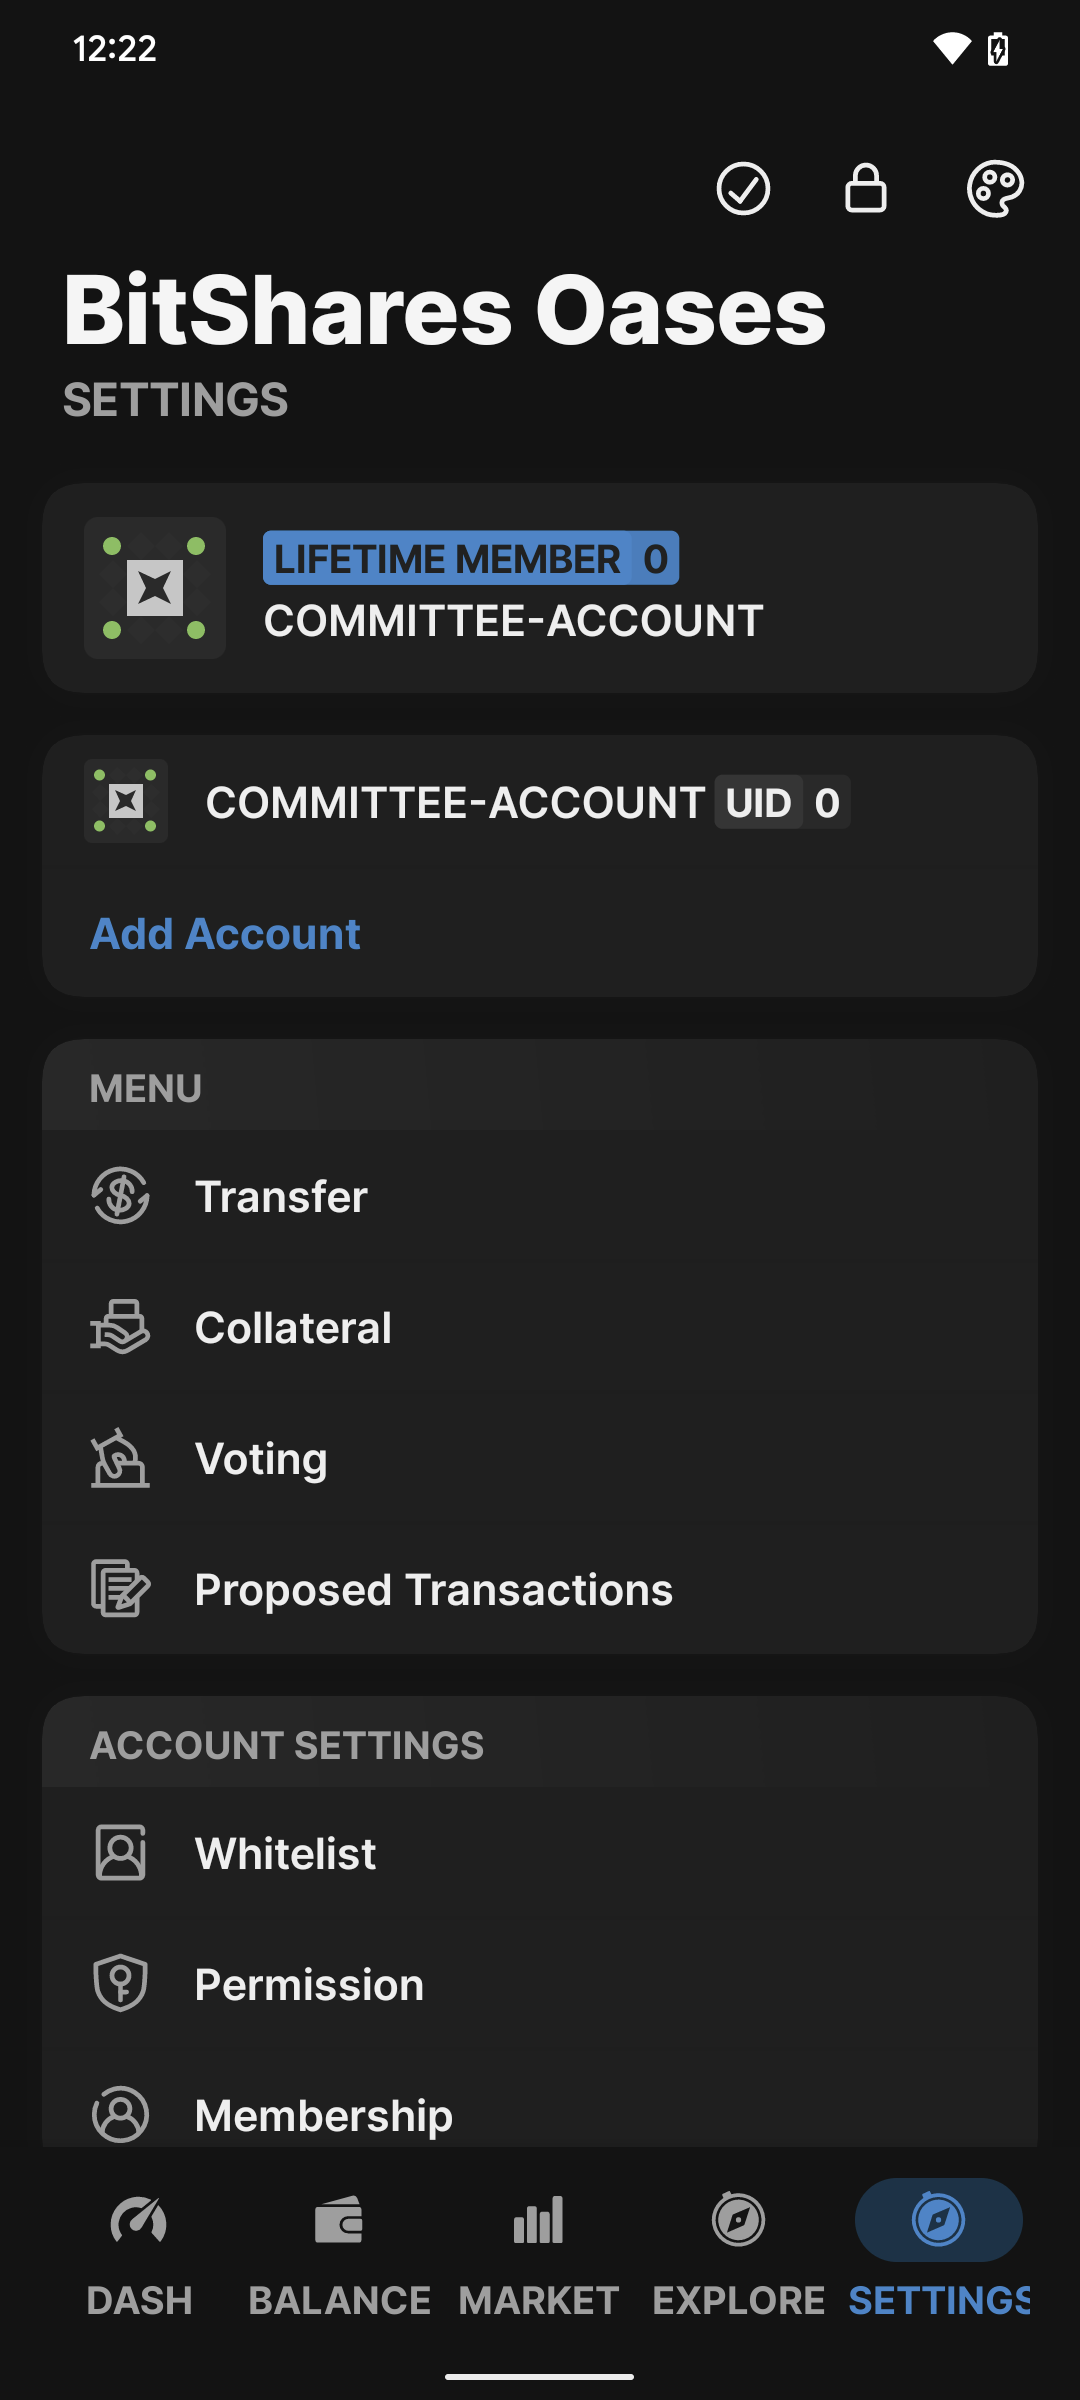 12:22
BitShares Oases
SETTINGS
LIFETIME MEMBER 0
COMMITTEE-ACCOUNT
COMMITTEE-ACCOUNT UID 0
Add Account
MENU
Transfer
Collateral
Voting
Proposed Transactions
ACCOUNT SETTINGS
Whitelist
Permission
Membership
DASH BALANCE MARKET EXPLORE SETTINGS